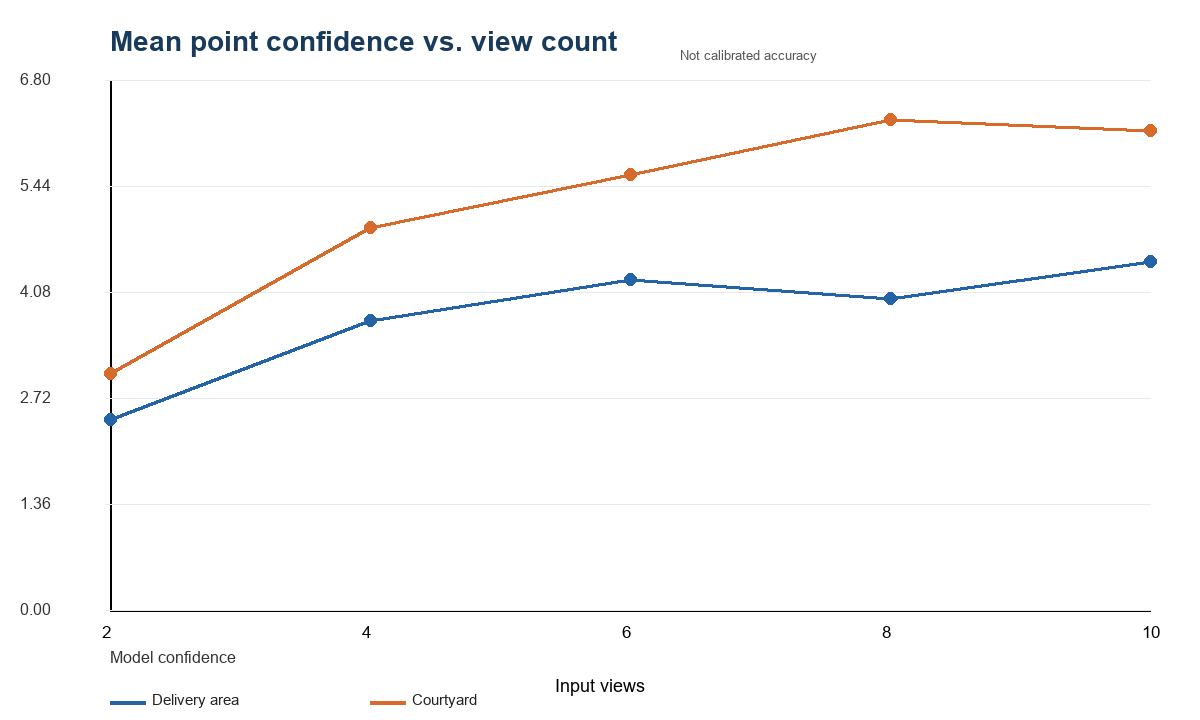 Mean point confidence vs. view count
Not calibrated accuracy
6.80
5.44
4.08
2.72
1.36
0.00
2 4 6 8 10
Model confidence
Input views
Delivery area Courtyard